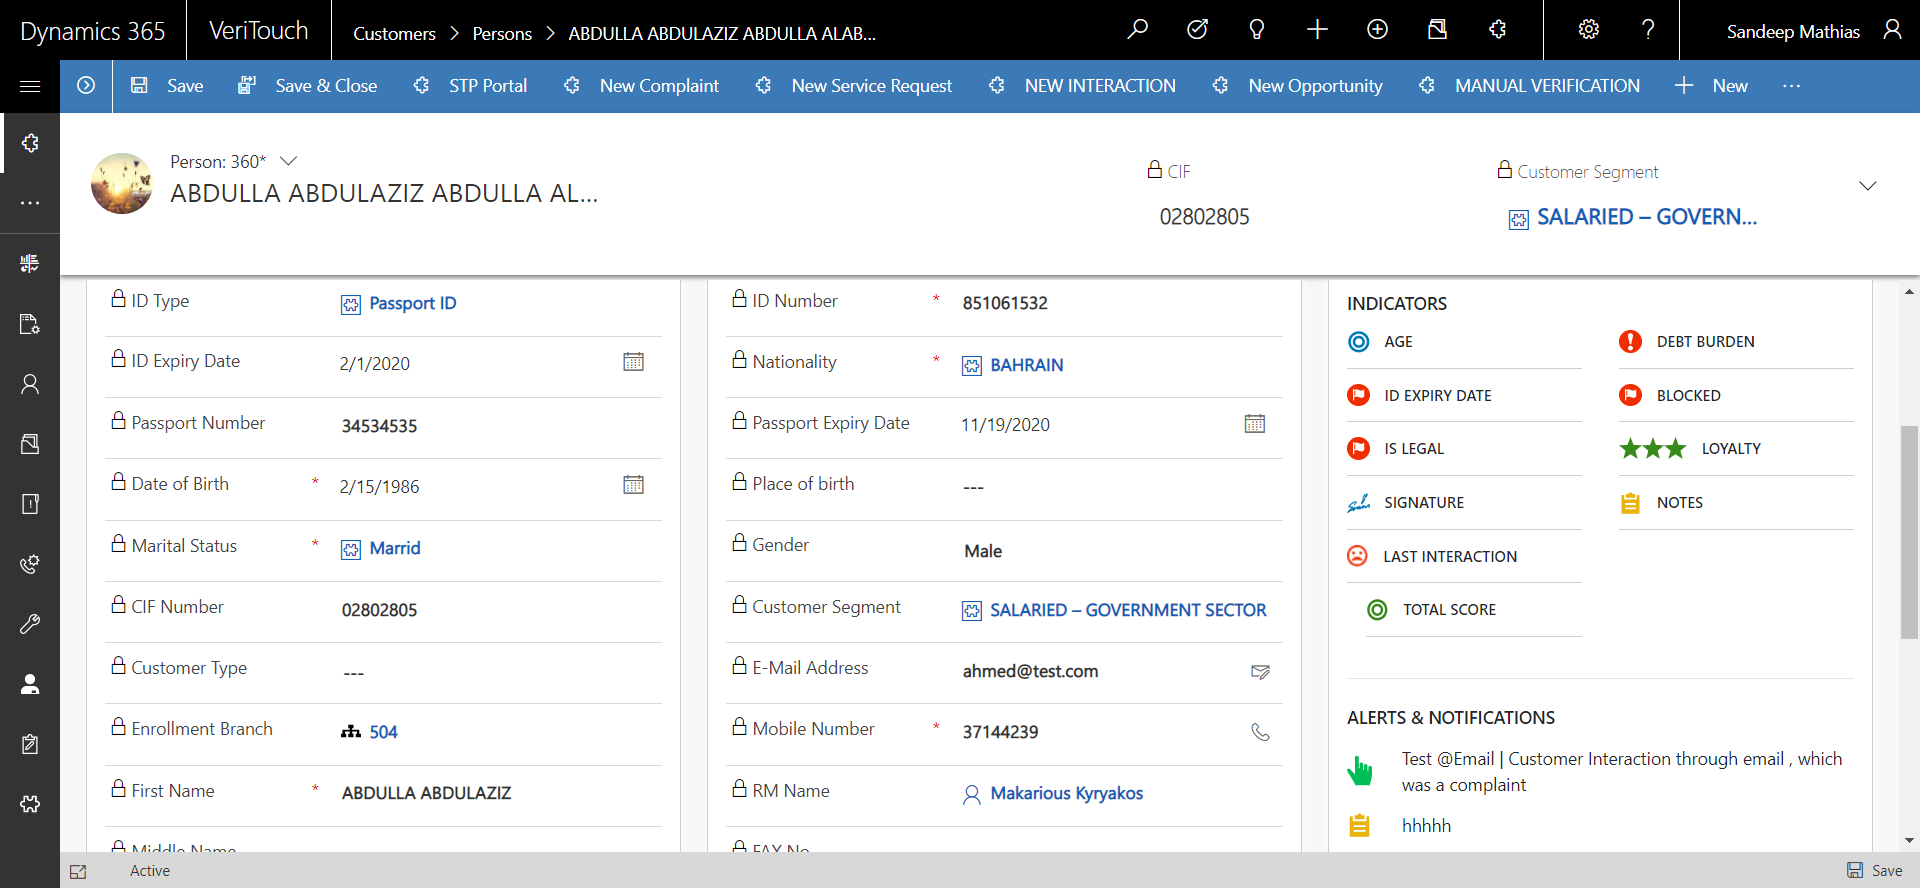 Dynamics 365
VeriTouch
Customers > Persons > ABDULLA ABDULAZIZ ABDULLA ALAB...
Sandeep Mathias
Save
Save & Close
STP Portal
New Complaint
New Service Request
NEW INTERACTION
New Opportunity
MANUAL VERIFICATION
New
...
Person: 360*
ABDULLA ABDULAZIZ ABDULLA AL...
CIF
02802805
Customer Segment
SALARIED – GOVERN...
ID Type Passport ID
ID Expiry Date 2/1/2020
Passport Number 34534535
Date of Birth * 2/15/1986
Marital Status * Marrid
CIF Number 02802805
Customer Type ---
Enrollment Branch 504
First Name * ABDULLA ABDULAZIZ
Middle Name
ID Number * 851061532
Nationality * BAHRAIN
Passport Expiry Date 11/19/2020
Place of birth ---
Gender Male
Customer Segment SALARIED – GOVERNMENT SECTOR
E-Mail Address ahmed@test.com
Mobile Number * 37144239
RM Name Makarious Kyryakos
FAX No
INDICATORS
AGE
DEBT BURDEN
ID EXPIRY DATE
BLOCKED
IS LEGAL
LOYALTY
SIGNATURE
NOTES
LAST INTERACTION
TOTAL SCORE
ALERTS & NOTIFICATIONS
Test @Email | Customer Interaction through email , which
was a complaint
hhhhh
Active
Save